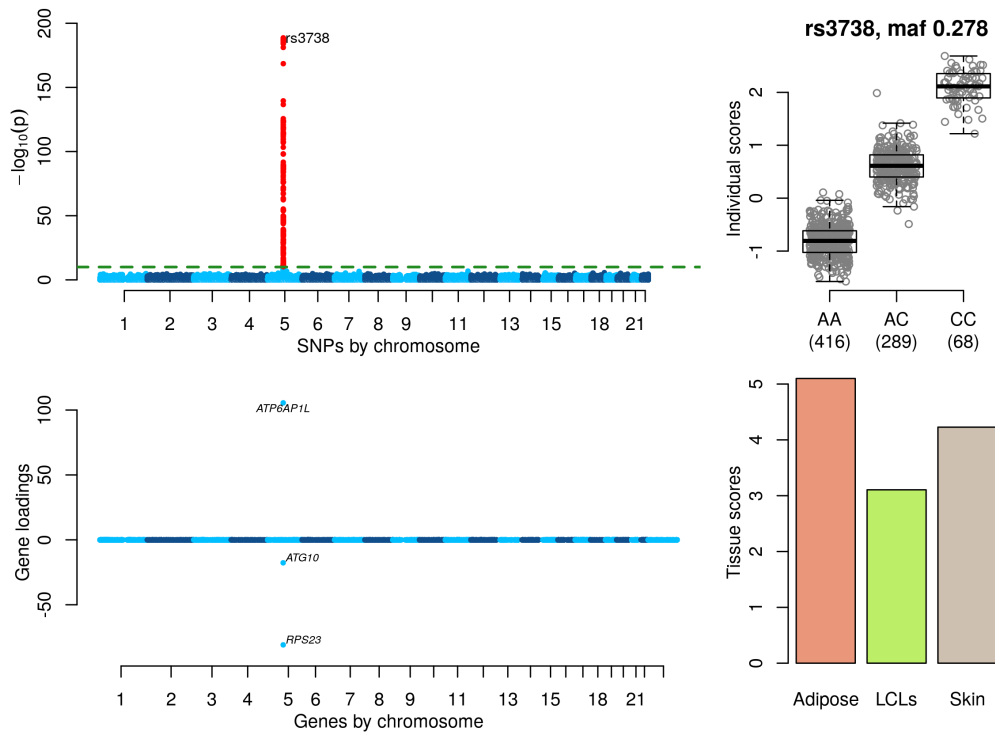 200
150
100
50
0
−log10(p)
rs3738
1 2 3 4 5 6 7 8 9 11 13 15 18 21
SNPs by chromosome
rs3738, maf 0.278
2
1
0
-1
Individual scores
AA AC CC
(416) (289) (68)
100
50
0
-50
Gene loadings
ATP6AP1L
ATG10
RPS23
1 2 3 4 5 6 7 8 9 11 13 15 18 21
Genes by chromosome
5
4
3
2
1
0
Tissue scores
Adipose LCLs Skin